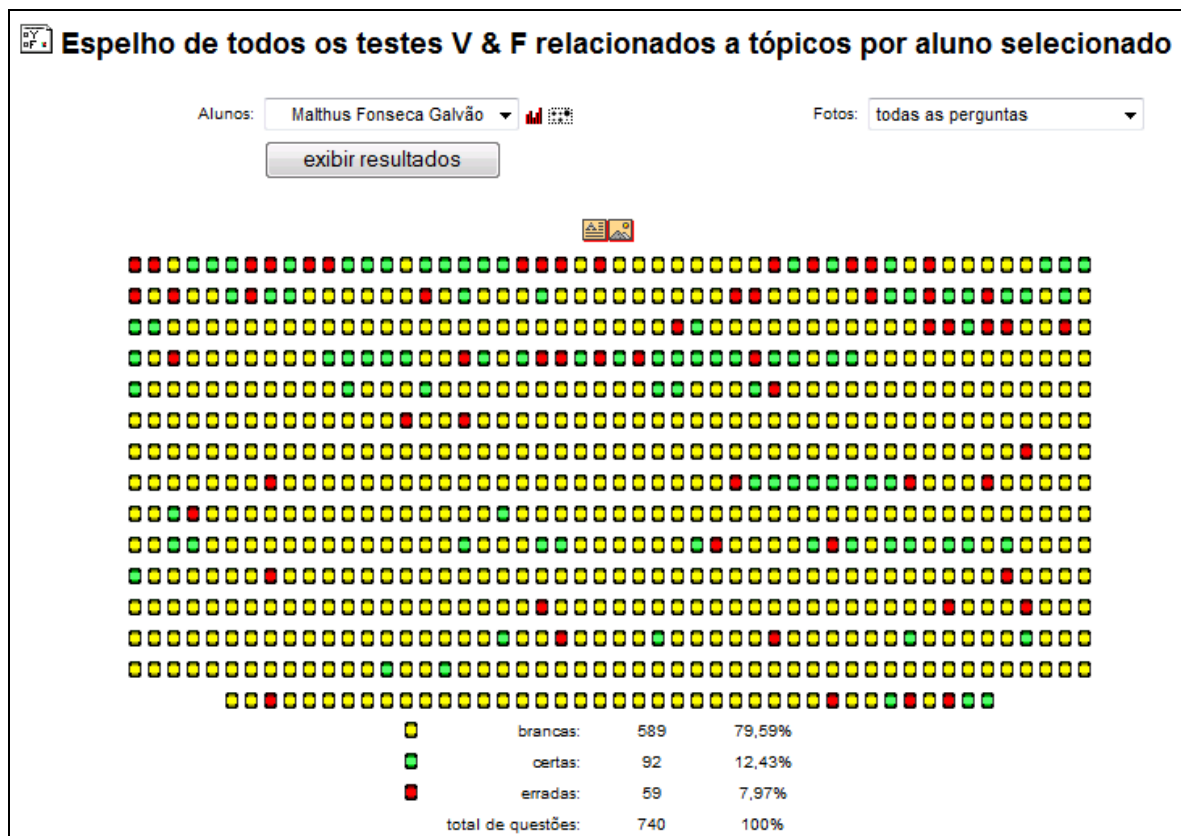 Espelho de todos os testes V & F relacionados a tópicos por aluno selecionado
Alunos: Malthus Fonseca Galvão Fotos: todas as perguntas
exibir resultados
brancas: 589 79,59%
certas: 92 12,43%
erradas: 59 7,97%
total de questões: 740 100%